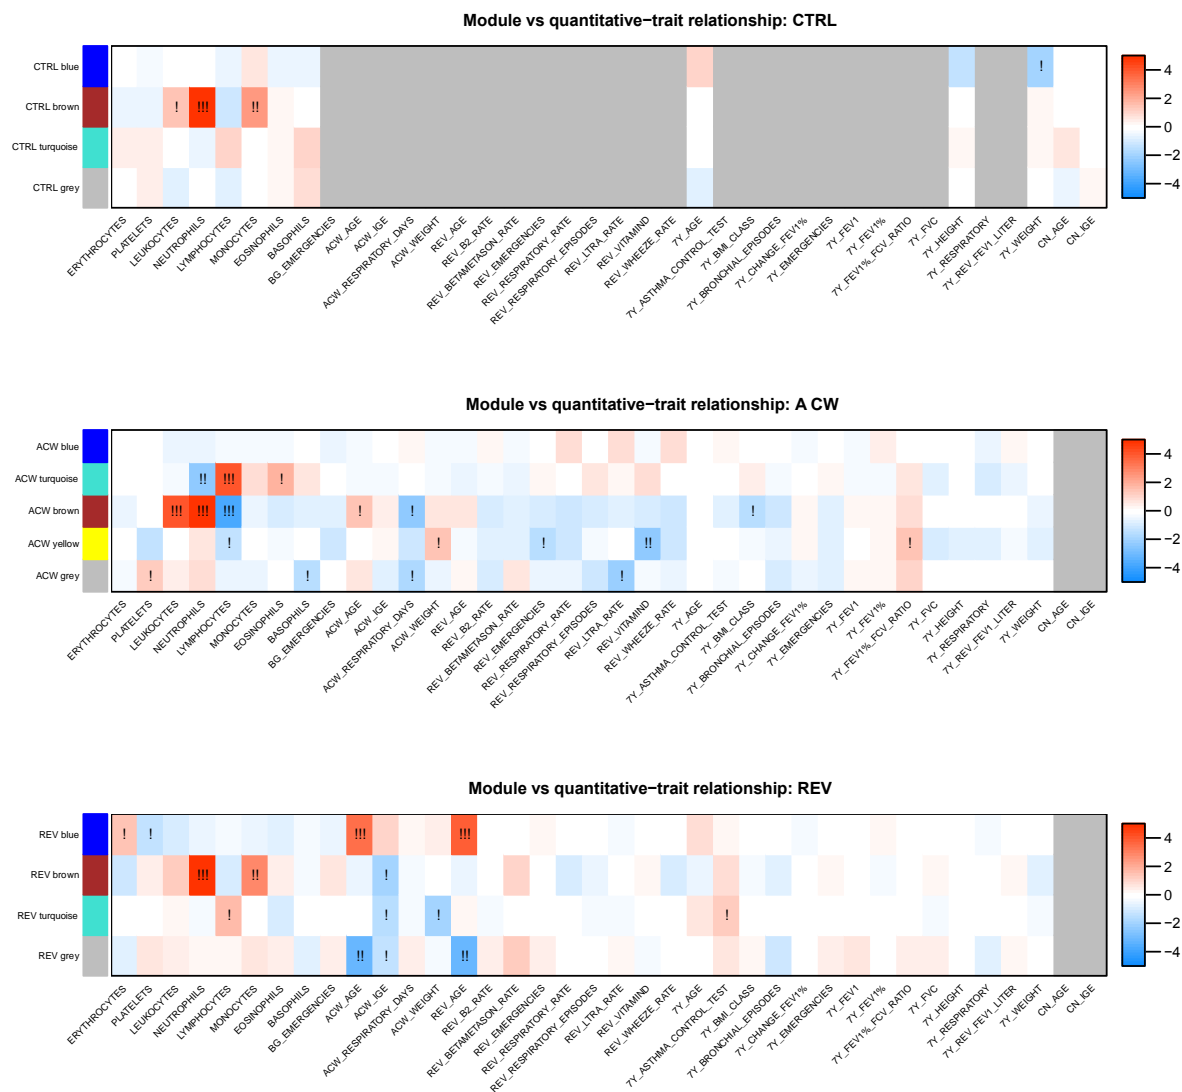 Module vs quantitative−trait relationship: CTRL
CTRL blue
!
CTRL brown
! !!! !!
CTRL turquoise
CTRL grey
4
2
0
−2
−4
ERYTHROCYTES
PLATELETS
LEUKOCYTES
NEUTROPHILS
LYMPHOCYTES
MONOCYTES
EOSINOPHILS
BASOPHILS
BG_EMERGENCIES
ACW_AGE
ACW_IGE
ACW_RESPIRATORY_DAYS
ACW_WEIGHT
REV_AGE
REV_B2_RATE
REV_BETAMETASON_RATE
REV_EMERGENCIES
REV_RESPIRATORY_RATE
REV_RESPIRATORY_EPISODES
REV_LTRA_RATE
REV_VITAMIND
REV_WHEEZE_RATE
7Y_AGE
7Y_ASTHMA_CONTROL_TEST
7Y_BMI_CLASS
7Y_BRONCHIAL_EPISODES
7Y_CHANGE_FEV1%
7Y_EMERGENCIES
7Y_FEV1
7Y_FEV1%
7Y_FEV1%_FCV_RATIO
7Y_FVC
7Y_HEIGHT
7Y_RESPIRATORY
7Y_REV_FEV1_LITER
7Y_WEIGHT
CN_AGE
CN_IGE
Module vs quantitative−trait relationship: A CW
ACW blue
ACW turquoise
!! !!! !
ACW brown
!!! !!! !!! ! ! !
ACW yellow
! ! ! !! !
ACW grey
! ! ! !
4
2
0
−2
−4
ERYTHROCYTES
PLATELETS
LEUKOCYTES
NEUTROPHILS
LYMPHOCYTES
MONOCYTES
EOSINOPHILS
BASOPHILS
BG_EMERGENCIES
ACW_AGE
ACW_IGE
ACW_RESPIRATORY_DAYS
ACW_WEIGHT
REV_AGE
REV_B2_RATE
REV_BETAMETASON_RATE
REV_EMERGENCIES
REV_RESPIRATORY_RATE
REV_RESPIRATORY_EPISODES
REV_LTRA_RATE
REV_VITAMIND
REV_WHEEZE_RATE
7Y_AGE
7Y_ASTHMA_CONTROL_TEST
7Y_BMI_CLASS
7Y_BRONCHIAL_EPISODES
7Y_CHANGE_FEV1%
7Y_EMERGENCIES
7Y_FEV1
7Y_FEV1%
7Y_FEV1%_FCV_RATIO
7Y_FVC
7Y_HEIGHT
7Y_RESPIRATORY
7Y_REV_FEV1_LITER
7Y_WEIGHT
CN_AGE
CN_IGE
Module vs quantitative−trait relationship: REV
REV blue
! ! !!! !!!
REV brown
!!! !! !
REV turquoise
! ! ! !
REV grey
!! ! !!
4
2
0
−2
−4
ERYTHROCYTES
PLATELETS
LEUKOCYTES
NEUTROPHILS
LYMPHOCYTES
MONOCYTES
EOSINOPHILS
BASOPHILS
BG_EMERGENCIES
ACW_AGE
ACW_IGE
ACW_RESPIRATORY_DAYS
ACW_WEIGHT
REV_AGE
REV_B2_RATE
REV_BETAMETASON_RATE
REV_EMERGENCIES
REV_RESPIRATORY_RATE
REV_RESPIRATORY_EPISODES
REV_LTRA_RATE
REV_VITAMIND
REV_WHEEZE_RATE
7Y_AGE
7Y_ASTHMA_CONTROL_TEST
7Y_BMI_CLASS
7Y_BRONCHIAL_EPISODES
7Y_CHANGE_FEV1%
7Y_EMERGENCIES
7Y_FEV1
7Y_FEV1%
7Y_FEV1%_FCV_RATIO
7Y_FVC
7Y_HEIGHT
7Y_RESPIRATORY
7Y_REV_FEV1_LITER
7Y_WEIGHT
CN_AGE
CN_IGE